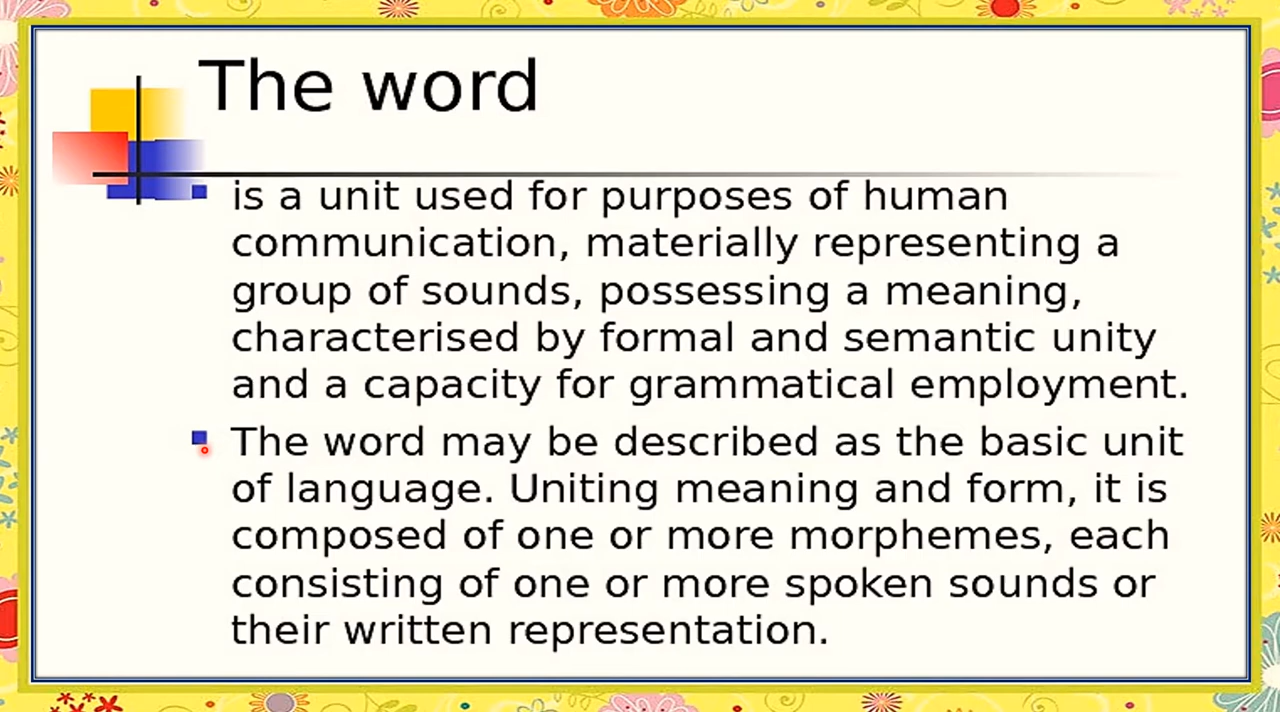 The word
is a unit used for purposes of human
communication, materially representing a
group of sounds, possessing a meaning,
characterised by formal and semantic unity
and a capacity for grammatical employment.
The word may be described as the basic unit
of language. Uniting meaning and form, it is
composed of one or more morphemes, each
consisting of one or more spoken sounds or
their written representation.